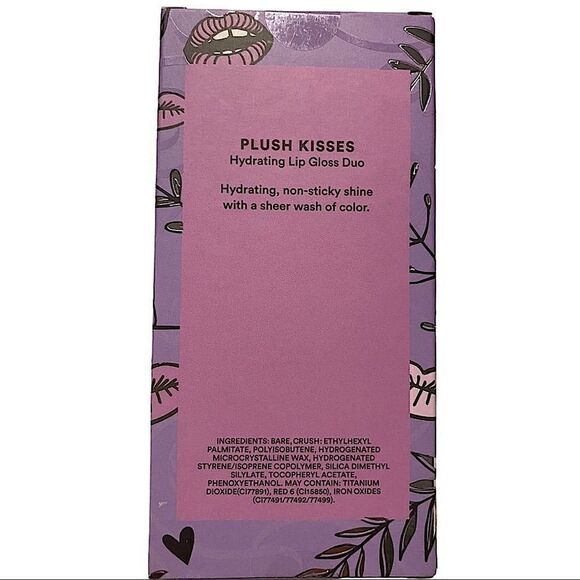 PLUSH KISSES
Hydrating Lip Gloss Duo
Hydrating, non-sticky shine
with a sheer wash of color.
INGREDIENTS: BARE, CRUSH: ETHYLHEXYL
PALMITATE, POLYISOBUTENE, HYDROGENATED
MICROCRYSTALLINE WAX, HYDROGENATED
STYRENE/ISOPRENE COPOLYMER, SILICA DIMETHYL
SILYLATE, TOCOPHERYL ACETATE,
PHENOXYETHANOL. MAY CONTAIN: TITANIUM
DIOXIDE(CI77891), RED 6 (CI15850), IRON OXIDES
(CI77491/77492/77499).